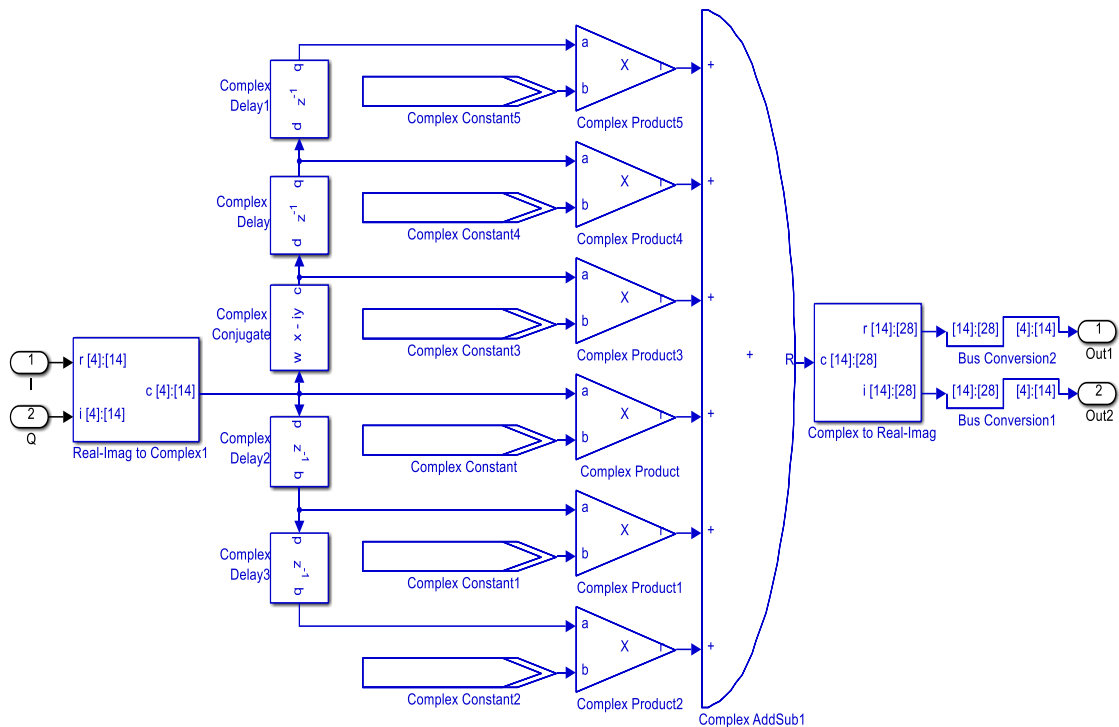 q
z-1
d
Complex
Delay1
a
X
r
b
Complex Product5
Complex Constant5
+
q
z-1
d
Complex
Delay
a
X
r
b
Complex Product4
Complex Constant4
+
c
x - iy
w
Complex
Conjugate
a
X
r
b
Complex Product3
Complex Constant3
+
1
I
2
Q
r [4]:[14]
i [4]:[14]
c [4]:[14]
Real-Imag to Complex1
a
X
r
b
Complex Product
Complex Constant
+
d
z-1
q
Complex
Delay2
a
X
r
b
Complex Product1
Complex Constant1
+
d
z-1
q
Complex
Delay3
a
X
r
b
Complex Product2
Complex Constant2
+
+
R
Complex AddSub1
r [14]:[28]
c [14]:[28]
i [14]:[28]
Complex to Real-Imag
[14]:[28] [4]:[14]
Bus Conversion2
1
Out1
[14]:[28] [4]:[14]
Bus Conversion1
2
Out2